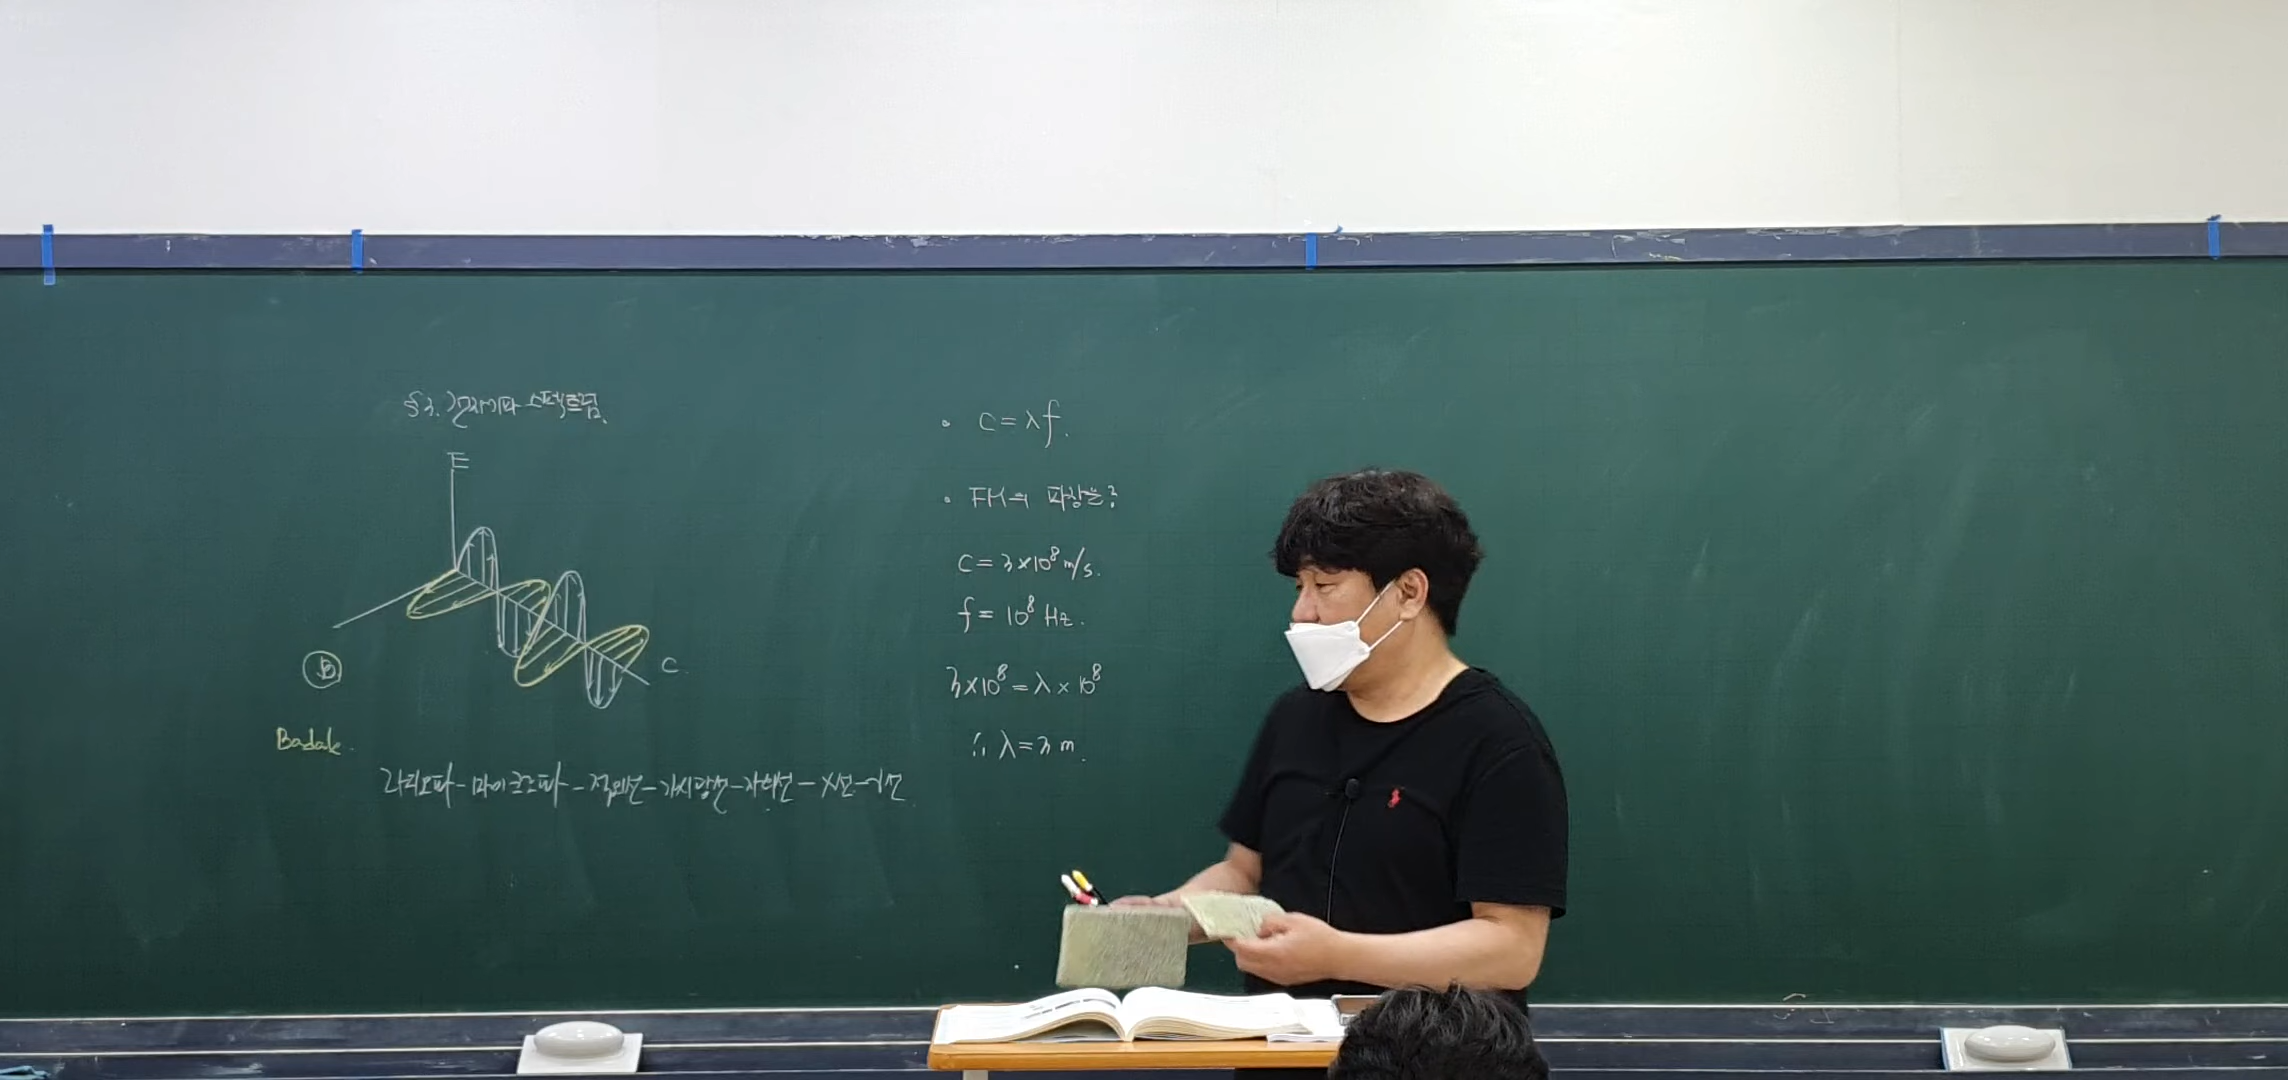 §3. 전자기파 스펙트럼.
E
B
C
Badak.
라디오파 - 마이크로파 - 적외선 - 가시광선 - 자외선 - X선 - γ선
• C = λf.
• FM의 파장은?
C = 3×10⁸ m/s.
f = 10⁸ Hz.
3×10⁸ = λ × 10⁸
∴ λ = 3 m.